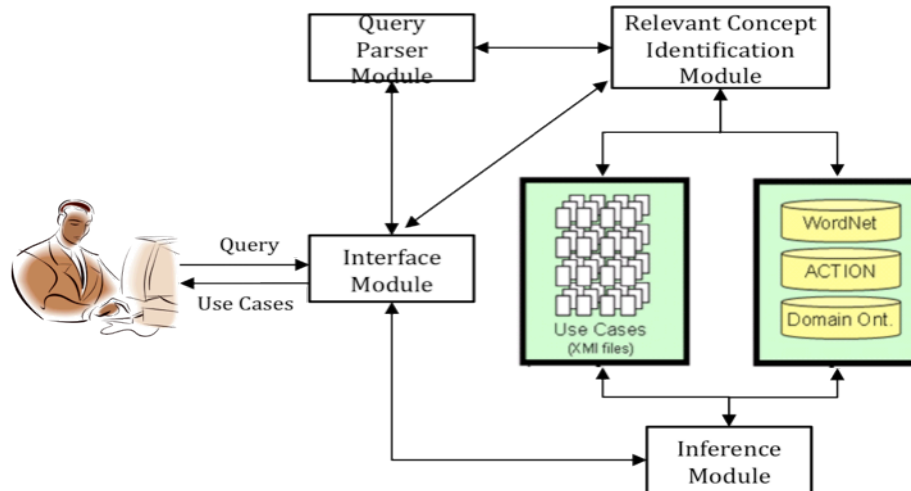 Query
Parser
Module
Relevant Concept
Identification
Module
Query
Use Cases
Interface
Module
Use Cases
(XMI files)
WordNet
ACTION
Domain Ont.
Inference
Module